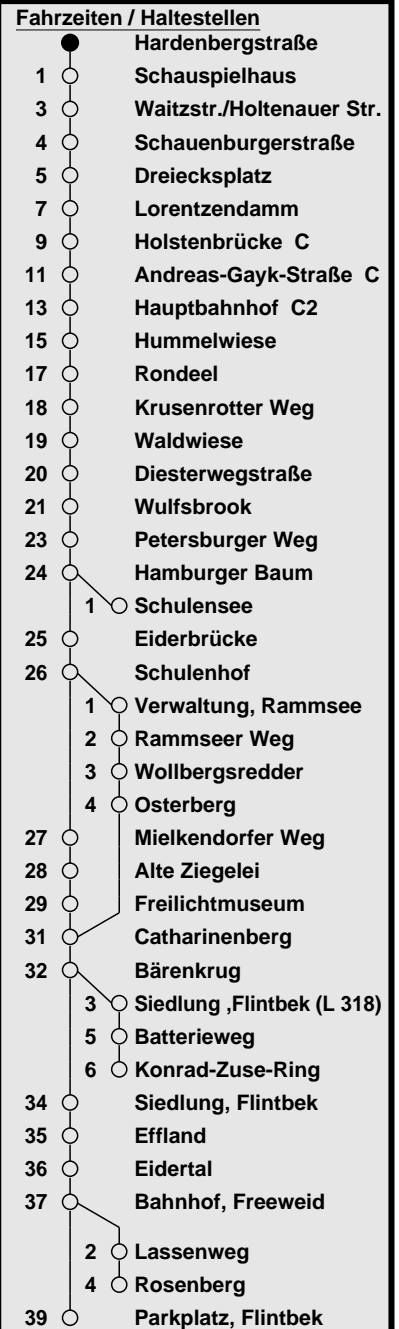 Fahrzeiten / Haltestellen
Hardenbergstraße
1 Schauspielhaus
3 Waitzstr./Holtenauer Str.
4 Schauenburgerstraße
5 Dreiecksplatz
7 Lorentzendamm
9 Holstenbrücke C
11 Andreas-Gayk-Straße C
13 Hauptbahnhof C2
15 Hummelwiese
17 Rondeel
18 Krusenrotter Weg
19 Waldwiese
20 Diesterwegstraße
21 Wulfsbrook
23 Petersburger Weg
24 Hamburger Baum
1 Schulensee
25 Eiderbrücke
26 Schulenhof
1 Verwaltung, Rammsee
2 Rammseer Weg
3 Wollbergsredder
4 Osterberg
27 Mielkendorfer Weg
28 Alte Ziegelei
29 Freilichtmuseum
31 Catharinenberg
32 Bärenkrug
3 Siedlung ,Flintbek (L 318)
5 Batterieweg
6 Konrad-Zuse-Ring
34 Siedlung, Flintbek
35 Effland
36 Eidertal
37 Bahnhof, Freeweid
2 Lassenweg
4 Rosenberg
39 Parkplatz, Flintbek